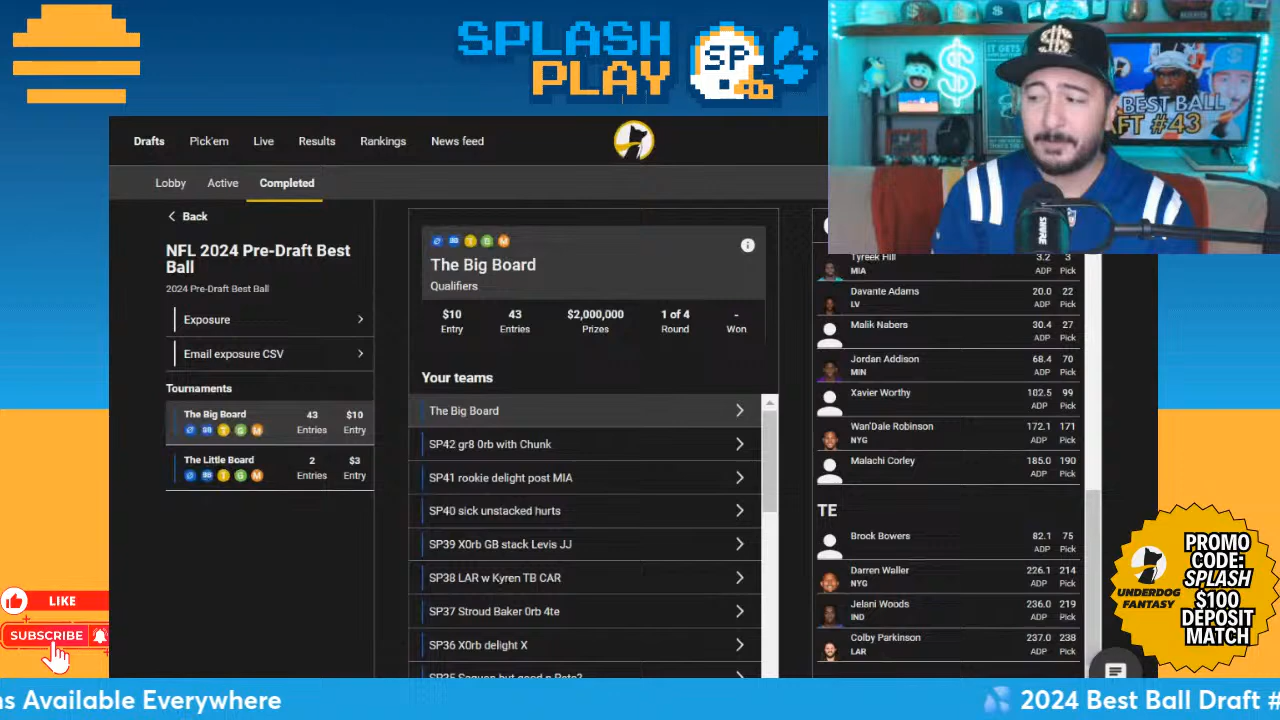 SPLASH
PLAY
SP
IT GETS
BEST BALL
AFT #43
SHURE
Drafts Pick'em Live Results Rankings News feed
Lobby Active Completed
Back
NFL 2024 Pre-Draft Best
Ball
2024 Pre-Draft Best Ball
Exposure
Email exposure CSV
Tournaments
The Big Board 43 $10
Entries Entry
The Little Board 2 $3
Entries Entry
The Big Board
Qualifiers
$10 43 $2,000,000 1 of 4 -
Entry Entries Prizes Round Won
Your teams
The Big Board
SP42 gr8 0rb with Chunk
SP41 rookie delight post MIA
SP40 sick unstacked hurts
SP39 X0rb GB stack Levis JJ
SP38 LAR w Kyren TB CAR
SP37 Stroud Baker 0rb 4te
SP36 X0rb delight X
Tyreek Hill 3.2 3
MIA ADP Pick
Davante Adams 20.0 22
LV ADP Pick
Malik Nabers 30.4 27
ADP Pick
Jordan Addison 68.4 70
MIN ADP Pick
Xavier Worthy 102.5 99
ADP Pick
Wan'Dale Robinson 172.1 171
NYG ADP Pick
Malachi Corley 185.0 190
ADP Pick
TE
Brock Bowers 82.1 75
ADP Pick
Darren Waller 226.1 214
NYG ADP Pick
Jelani Woods 236.0 219
IND ADP Pick
Colby Parkinson 237.0 238
LAR ADP Pick
LIKE
SUBSCRIBE
UNDERDOG
FANTASY
PROMO
CODE:
SPLASH
$100
DEPOSIT
MATCH
ns Available Everywhere
2024 Best Ball Draft #